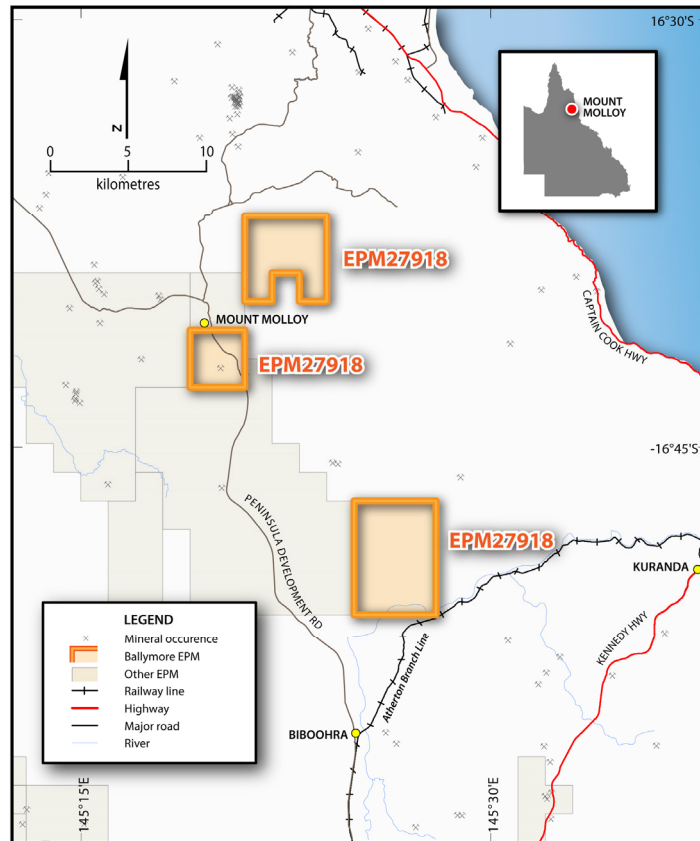 16°30'S
Z
0 5 10
kilometres
MOUNT
MOLLOY
EPM27918
MOUNT MOLLOY
EPM27918
CAPTAIN COOK HWY
-16°45'S
PENINSULA DEVELOPMENT RD
EPM27918
KURANDA
KENNEDY HWY
Atherton Branch Line
BIBOOHRA
LEGEND
Mineral occurence
Ballymore EPM
Other EPM
Railway line
Highway
Major road
River
145°15'E
145°30'E